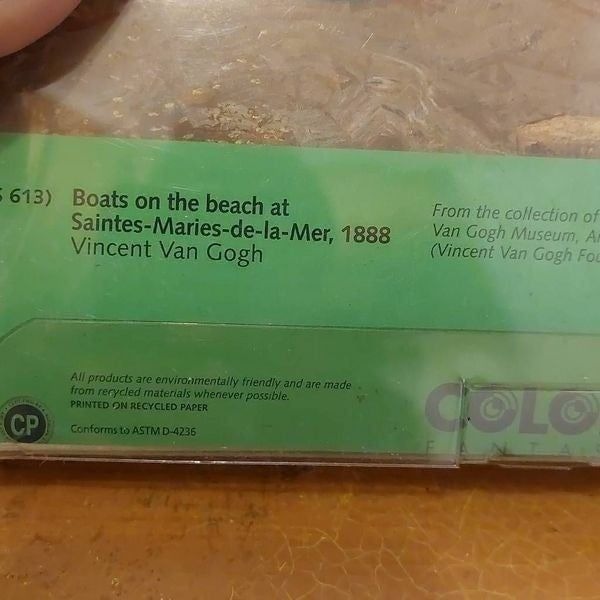 613) Boats on the beach at
Saintes-Maries-de-la-Mer, 1888
Vincent Van Gogh
From the collection of
Van Gogh Museum,
(Vincent Van Gogh
All products are environmentally friendly and are made
from recycled materials whenever possible.
PRINTED ON RECYCLED PAPER
CP
Conforms to ASTM D-4236
COLO
FANTAS